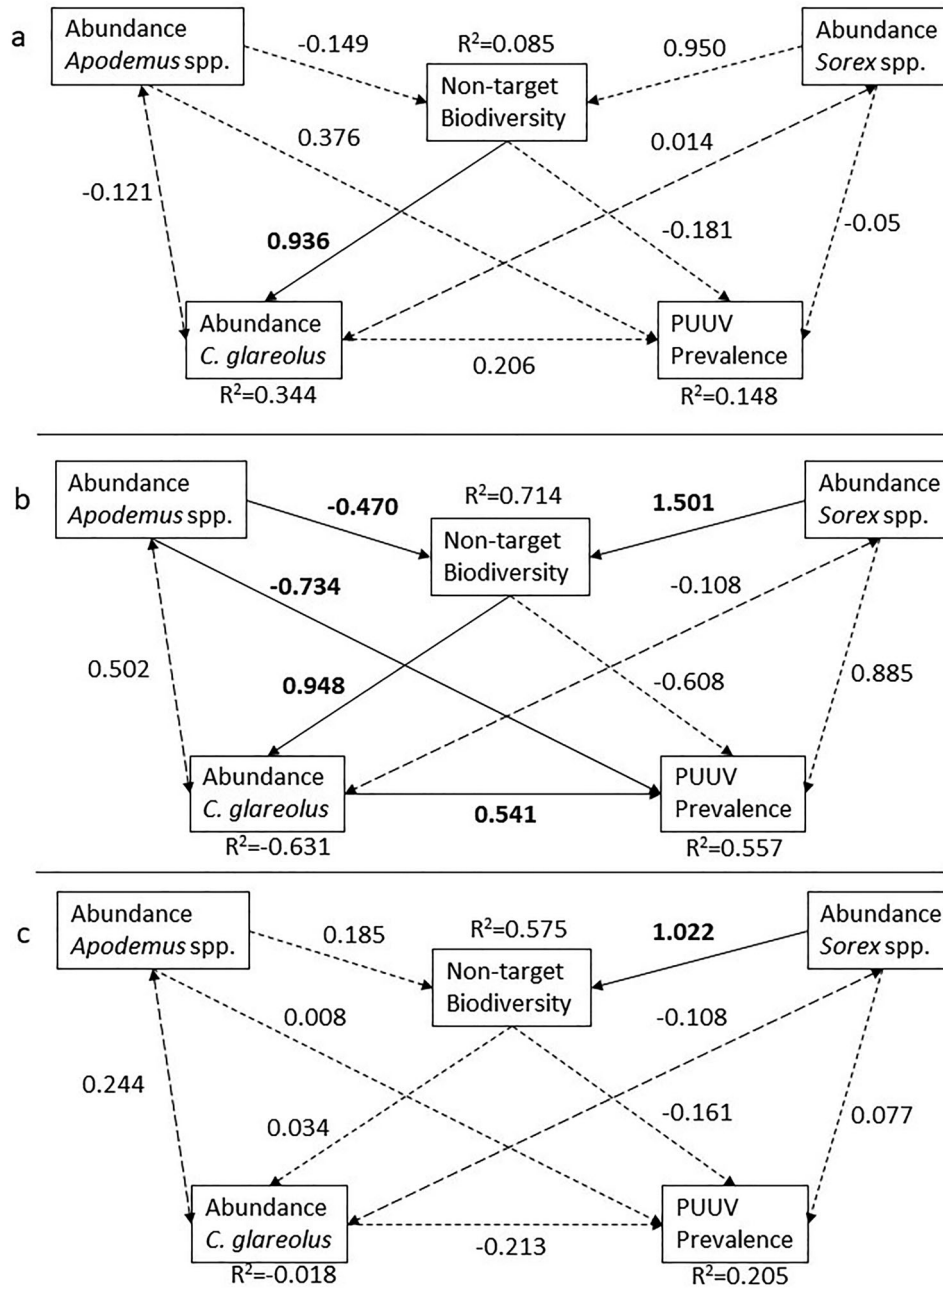 a
Abundance
Apodemus spp.
-0.149
R²=0.085
0.950
Abundance
Sorex spp.
Non-target
Biodiversity
0.376
0.014
-0.121
0.936
-0.181
-0.05
Abundance
C. glareolus
0.206
PUUV
Prevalence
R²=0.344
R²=0.148
b
Abundance
Apodemus spp.
-0.470
R²=0.714
1.501
Abundance
Sorex spp.
Non-target
Biodiversity
-0.734
-0.108
0.502
0.948
-0.608
0.885
Abundance
C. glareolus
0.541
PUUV
Prevalence
R²=-0.631
R²=0.557
c
Abundance
Apodemus spp.
0.185
R²=0.575
1.022
Abundance
Sorex spp.
Non-target
Biodiversity
0.008
-0.108
0.244
0.034
-0.161
0.077
Abundance
C. glareolus
-0.213
PUUV
Prevalence
R²=-0.018
R²=0.205